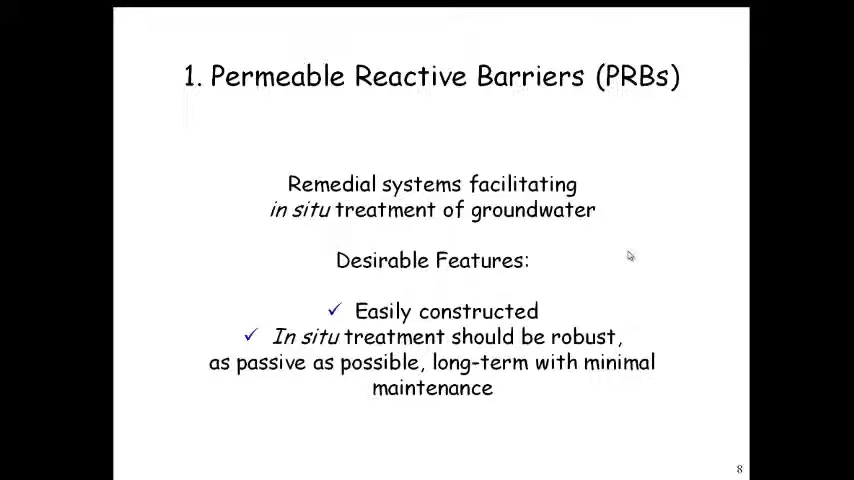 1. Permeable Reactive Barriers (PRBs)
Remedial systems facilitating
in situ treatment of groundwater
Desirable Features:
✓ Easily constructed
✓ In situ treatment should be robust,
as passive as possible, long-term with minimal
maintenance
8